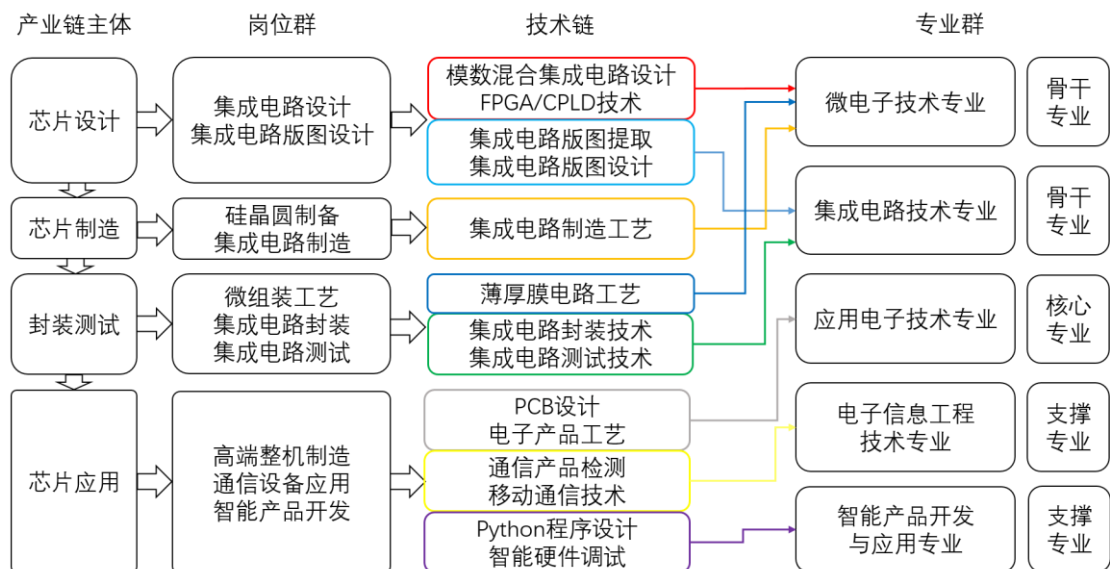 产业链主体
岗位群
技术链
专业群
芯片设计
集成电路设计
集成电路版图设计
模数混合集成电路设计
FPGA/CPLD技术
集成电路版图提取
集成电路版图设计
微电子技术专业
骨干
专业
芯片制造
硅晶圆制备
集成电路制造
集成电路制造工艺
集成电路技术专业
骨干
专业
封装测试
微组装工艺
集成电路封装
集成电路测试
薄厚膜电路工艺
集成电路封装技术
集成电路测试技术
应用电子技术专业
核心
专业
芯片应用
高端整机制造
通信设备应用
智能产品开发
PCB设计
电子产品工艺
通信产品检测
移动通信技术
Python程序设计
智能硬件调试
电子信息工程
技术专业
支撑
专业
智能产品开发
与应用专业
支撑
专业